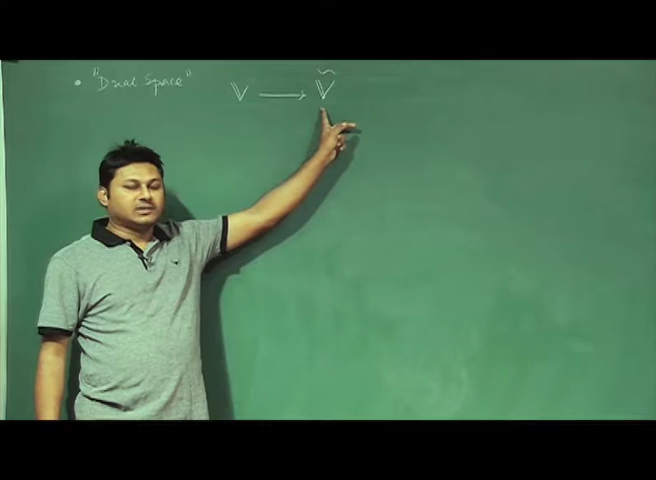 • "Dual Space"
𝕍 ⟶ 𝕍̃